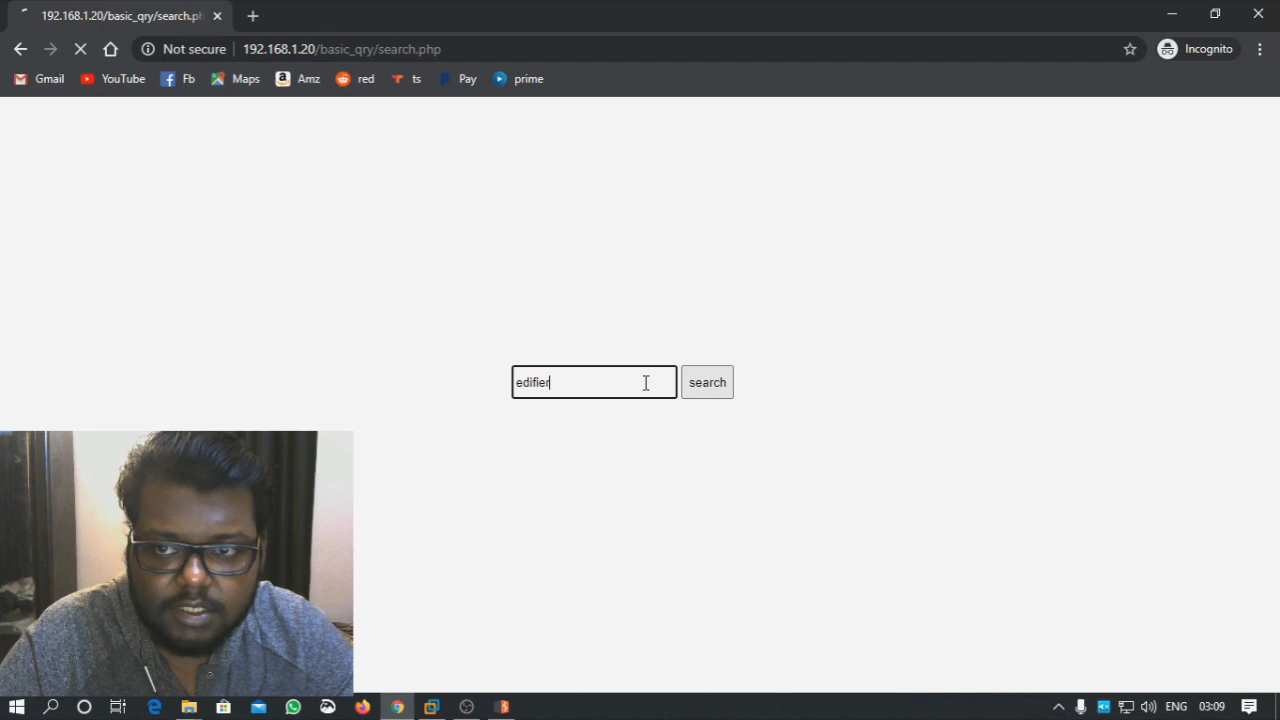 192.168.1.20/basic_qry/search.ph
Not secure
192.168.1.20/basic_qry/search.php
Incognito
Gmail
YouTube
Fb
Maps
Amz
red
ts
Pay
prime
edifier
search
ENG
03:09